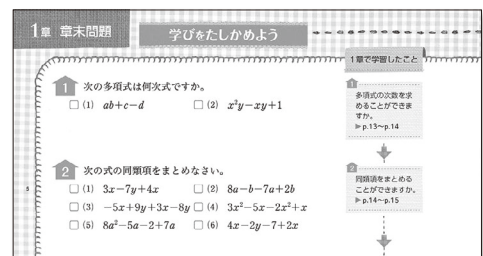 1章 章末問題
学びをたしかめよう
1章で学習したこと
1 次の多項式は何次式ですか。
□(1) ab+c−d □(2) x²y−xy+1
1
多項式の次数を求
めることができま
すか。
▶p.13〜p.14
2 次の式の同類項をまとめなさい。
□(1) 3x−7y+4x □(2) 8a−b−7a+2b
5 □(3) −5x+9y+3x−8y □(4) 3x²−5x−2x²+x
□(5) 8a²−5a−2+7a □(6) 4x−2y−7+2x
2
同類項をまとめる
ことができますか。
▶p.14〜p.15